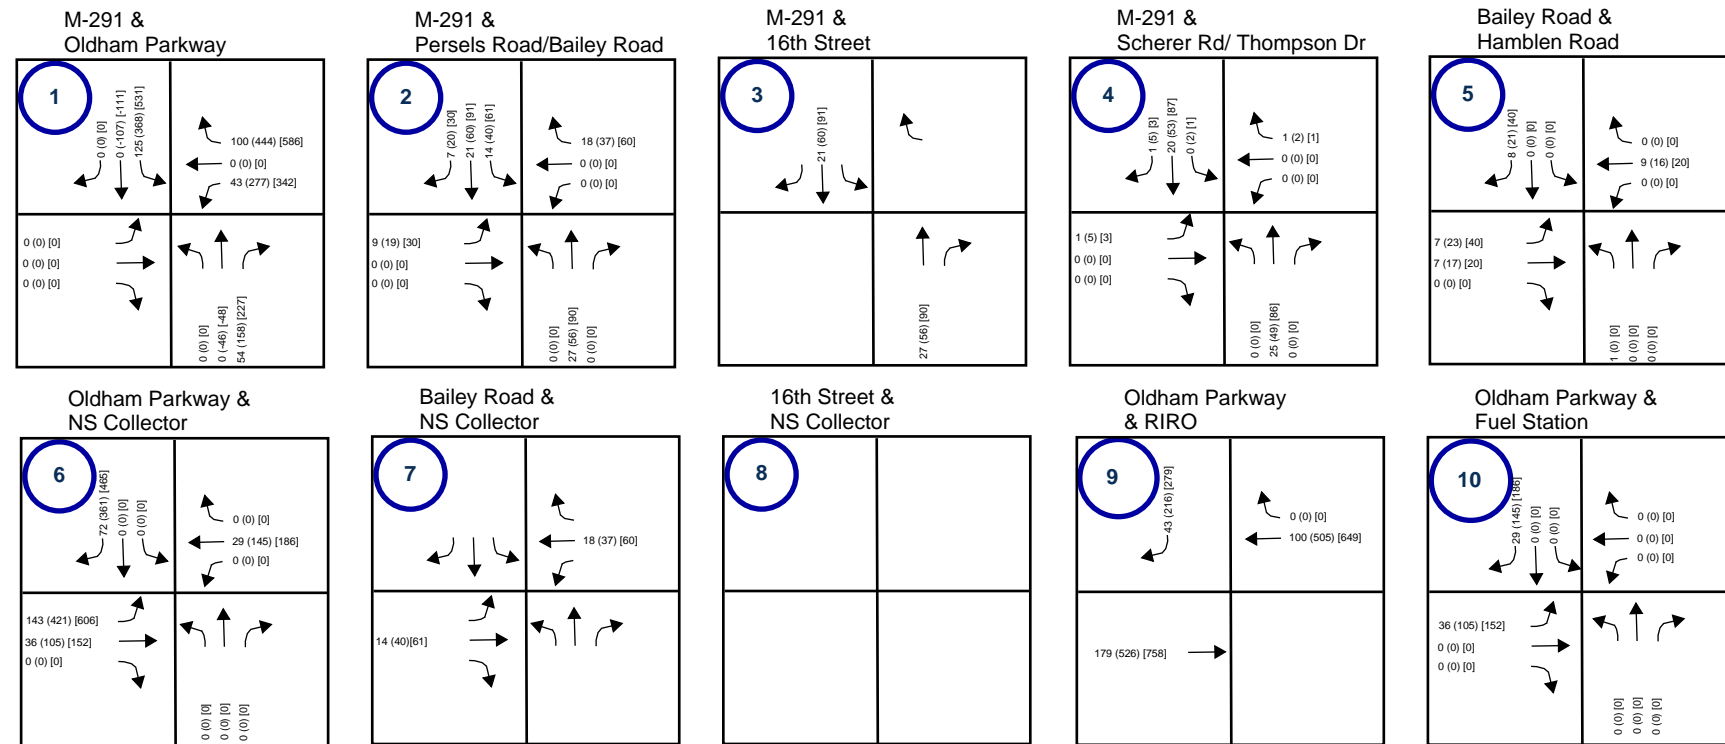 M-291 &
Oldham Parkway
1
0 (0) [0]
0 (-107) [-111]
125 (368) [531]
100 (444) [586]
0 (0) [0]
43 (277) [342]
0 (0) [0]
0 (0) [0]
0 (0) [0]
0 (0) [0]
0 (-46) [-48]
54 (158) [227]
M-291 &
Persels Road/Bailey Road
2
7 (20) [30]
21 (60) [91]
14 (40) [61]
18 (37) [60]
0 (0) [0]
0 (0) [0]
9 (19) [30]
0 (0) [0]
0 (0) [0]
0 (0) [0]
27 (56) [90]
0 (0) [0]
M-291 &
16th Street
3
21 (60) [91]
27 (56) [90]
M-291 &
Scherer Rd/ Thompson Dr
4
1 (5) [3]
20 (53) [87]
0 (2) [1]
1 (2) [1]
0 (0) [0]
0 (0) [0]
1 (5) [3]
0 (0) [0]
0 (0) [0]
0 (0) [0]
25 (49) [86]
0 (0) [0]
Bailey Road &
Hamblen Road
5
8 (21) [40]
0 (0) [0]
0 (0) [0]
0 (0) [0]
9 (16) [20]
0 (0) [0]
7 (23) [40]
7 (17) [20]
0 (0) [0]
1 (0) [0]
0 (0) [0]
0 (0) [0]
Oldham Parkway &
NS Collector
6
72 (361) [465]
0 (0) [0]
0 (0) [0]
0 (0) [0]
29 (145) [186]
0 (0) [0]
143 (421) [606]
36 (105) [152]
0 (0) [0]
0 (0) [0]
0 (0) [0]
0 (0) [0]
Bailey Road &
NS Collector
7
18 (37) [60]
14 (40)[61]
16th Street &
NS Collector
8
Oldham Parkway
& RIRO
9
43 (216) [279]
0 (0) [0]
100 (505) [649]
179 (526) [758]
Oldham Parkway &
Fuel Station
10
29 (145) [186]
0 (0) [0]
0 (0) [0]
0 (0) [0]
0 (0) [0]
0 (0) [0]
36 (105) [152]
0 (0) [0]
0 (0) [0]
0 (0) [0]
0 (0) [0]
0 (0) [0]